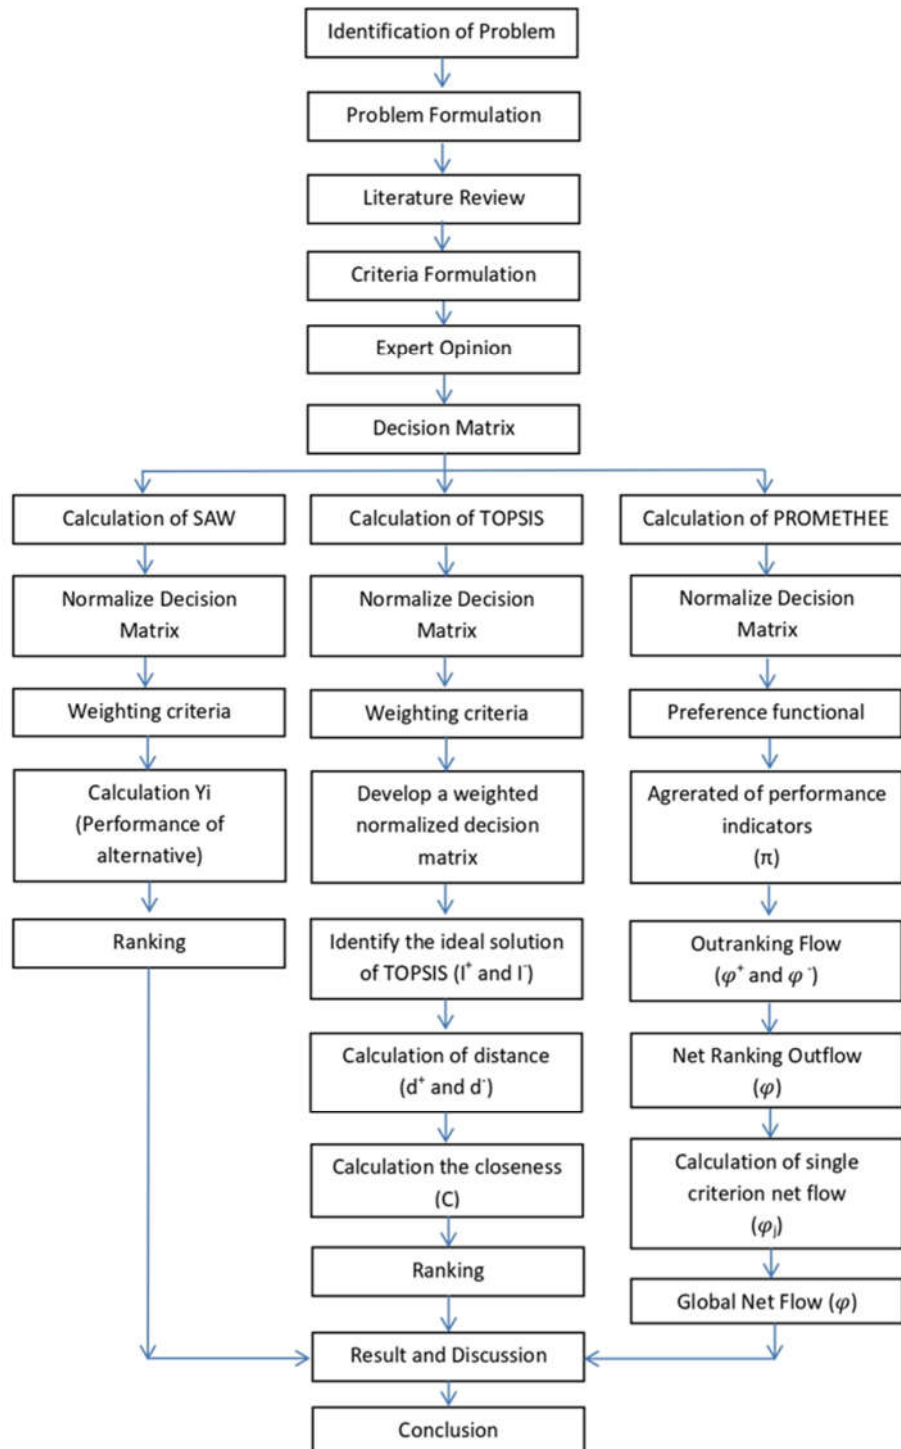 Identification of Problem
Problem Formulation
Literature Review
Criteria Formulation
Expert Opinion
Decision Matrix
Calculation of SAW
Normalize Decision
Matrix
Weighting criteria
Calculation Yi
(Performance of
alternative)
Ranking
Calculation of TOPSIS
Normalize Decision
Matrix
Weighting criteria
Develop a weighted
normalized decision
matrix
Identify the ideal solution
of TOPSIS (I⁺ and I⁻)
Calculation of distance
(d⁺ and d⁻)
Calculation the closeness
(C)
Ranking
Calculation of PROMETHEE
Normalize Decision
Matrix
Preference functional
Agrerated of performance
indicators
(π)
Outranking Flow
(φ⁺ and φ⁻)
Net Ranking Outflow
(φ)
Calculation of single
criterion net flow
(φⱼ)
Global Net Flow (φ)
Result and Discussion
Conclusion